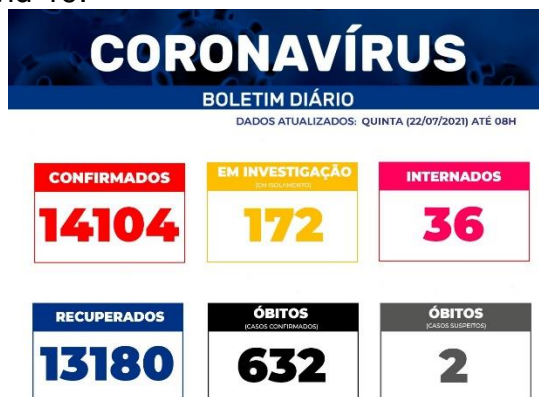 CORONAVÍRUS
BOLETIM DIÁRIO
DADOS ATUALIZADOS: QUINTA (22/07/2021) ATÉ 08H
CONFIRMADOS
14104
EM INVESTIGAÇÃO
(EM ISOLAMENTO)
172
INTERNADOS
36
RECUPERADOS
13180
ÓBITOS
(CASOS CONFIRMADOS)
632
ÓBITOS
(CASOS SUSPEITOS)
2